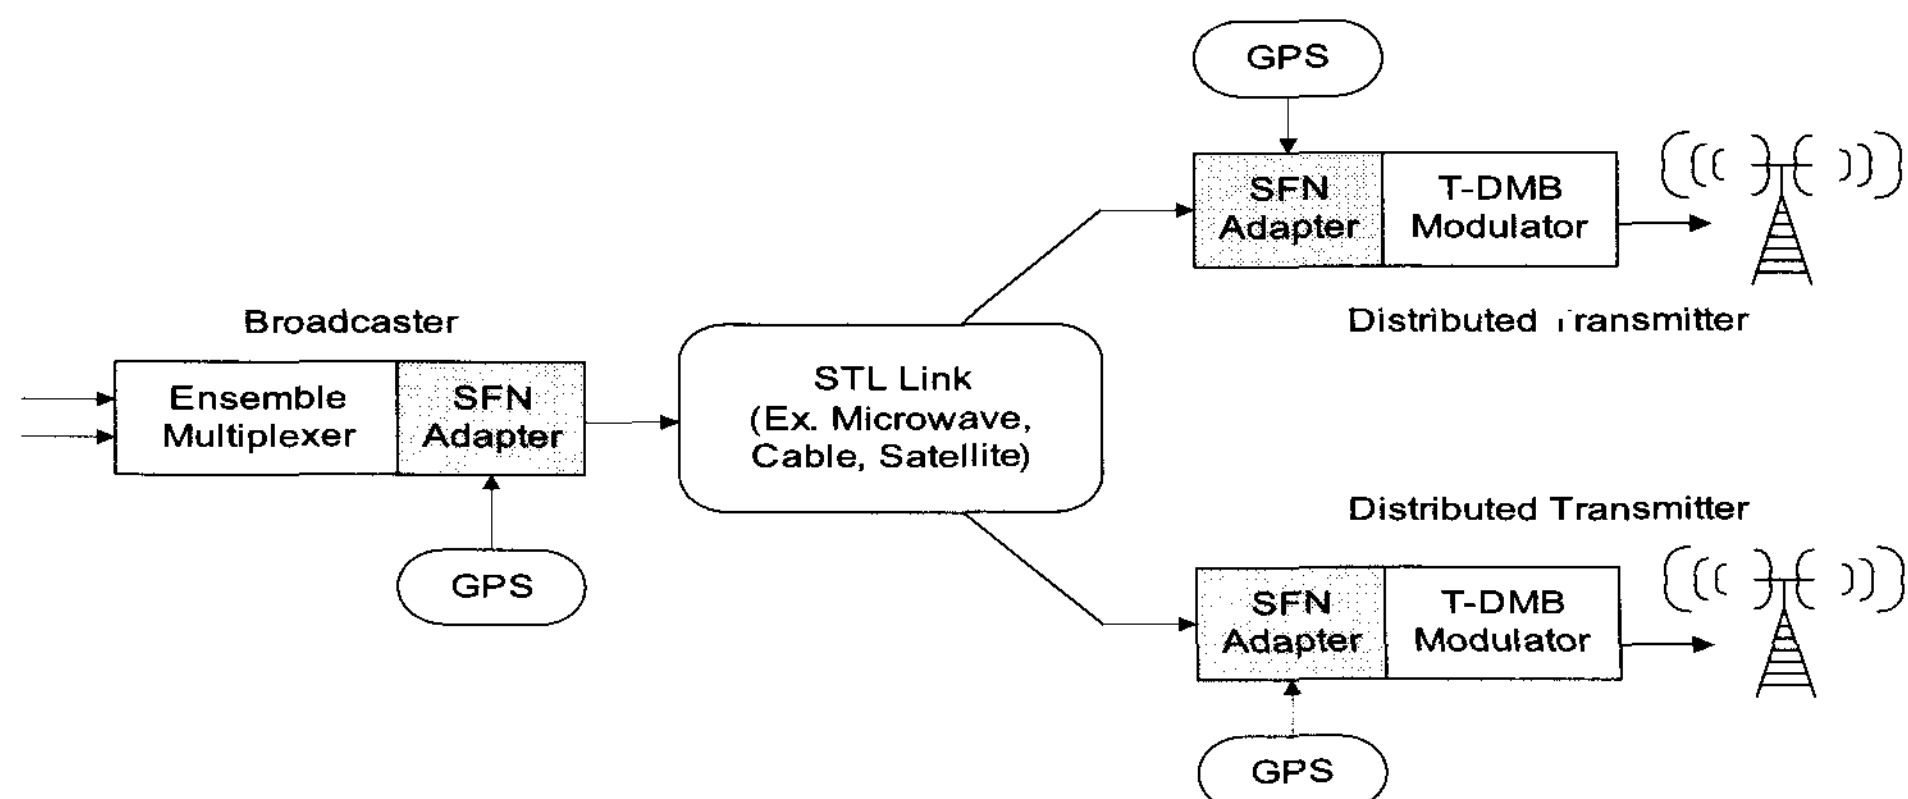 GPS
SFN
Adapter
T-DMB
Modulator
Distributed Transmitter
Broadcaster
Ensemble
Multiplexer
SFN
Adapter
GPS
STL Link
(Ex. Microwave,
Cable, Satellite)
Distributed Transmitter
SFN
Adapter
T-DMB
Modulator
GPS